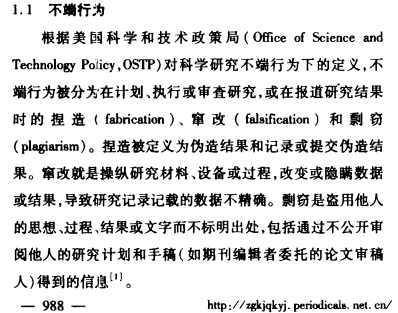 1.1 不端行为
根据美国科学和技术政策局(Office of Science and
Technology Policy,OSTP)对科学研究不端行为下的定义,不
端行为被分为在计划、执行或审查研究,或在报道研究结果
时的捏造(fabrication)、窜改(falsification)和剽窃
(plagiarism)。捏造被定义为伪造结果和记录或提交伪造结
果。窜改就是操纵研究材料、设备或过程,改变或隐瞒数据
或结果,导致研究记录记载的数据不精确。剽窃是盗用他人
的思想、过程、结果或文字而不标明出处,包括通过不公开审
阅他人的研究计划和手稿(如期刊编辑者委托的论文审稿
人)得到的信息[1]。
— 988 — http://zgkjqkyj.periodicals.net.cn/